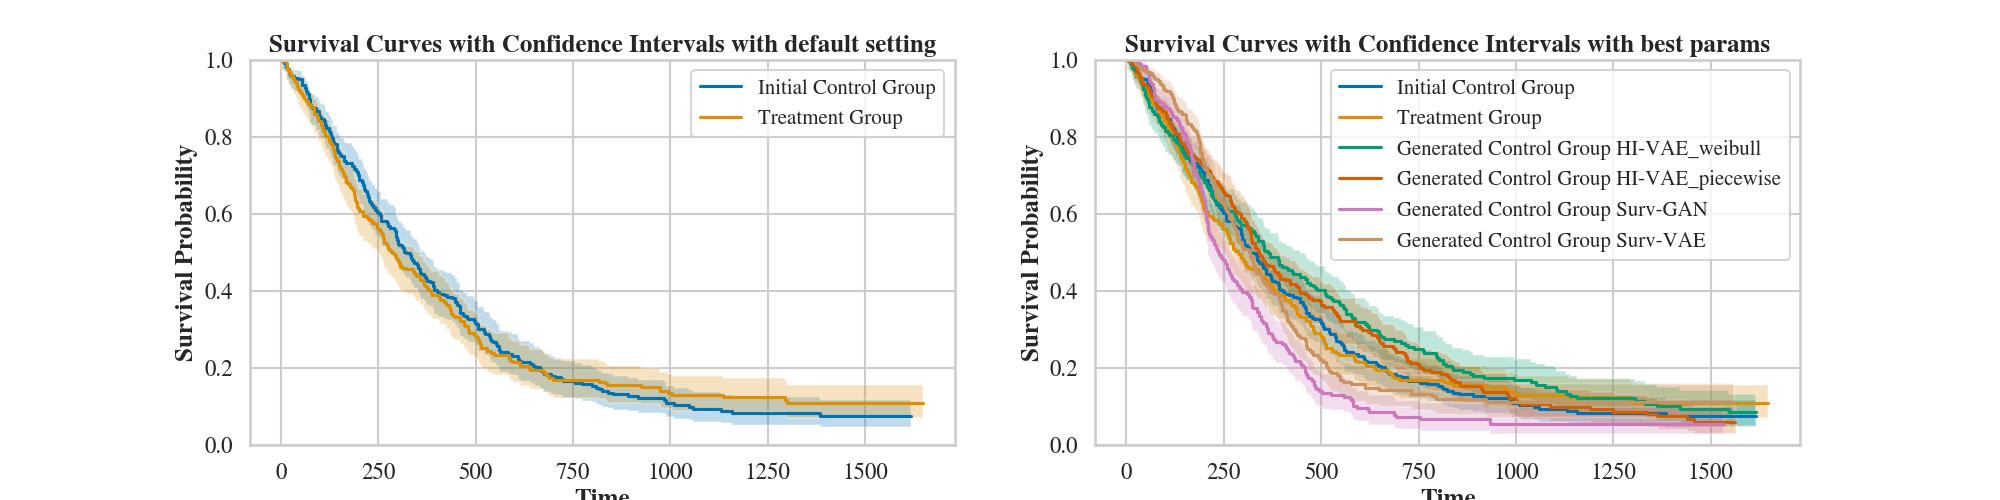 Survival Curves with Confidence Intervals with default setting
Survival Probability
1.0
0.8
0.6
0.4
0.2
0.0
Initial Control Group
Treatment Group
0 250 500 750 1000 1250 1500
Time
Survival Curves with Confidence Intervals with best params
Survival Probability
1.0
0.8
0.6
0.4
0.2
0.0
Initial Control Group
Treatment Group
Generated Control Group HI-VAE_weibull
Generated Control Group HI-VAE_piecewise
Generated Control Group Surv-GAN
Generated Control Group Surv-VAE
0 250 500 750 1000 1250 1500
Time